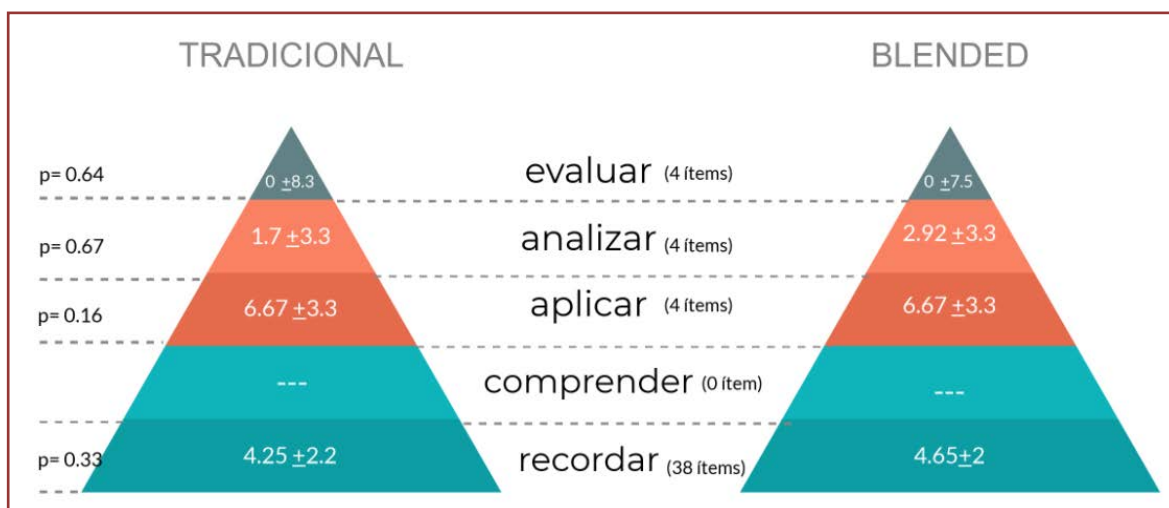 TRADICIONAL BLENDED
p= 0.64 0 ±8.3 evaluar (4 ítems) 0 ±7.5
p= 0.67 1.7 ±3.3 analizar (4 ítems) 2.92 ±3.3
p= 0.16 6.67 ±3.3 aplicar (4 ítems) 6.67 ±3.3
--- comprender (0 ítem) ---
p= 0.33 4.25 ±2.2 recordar (38 ítems) 4.65±2